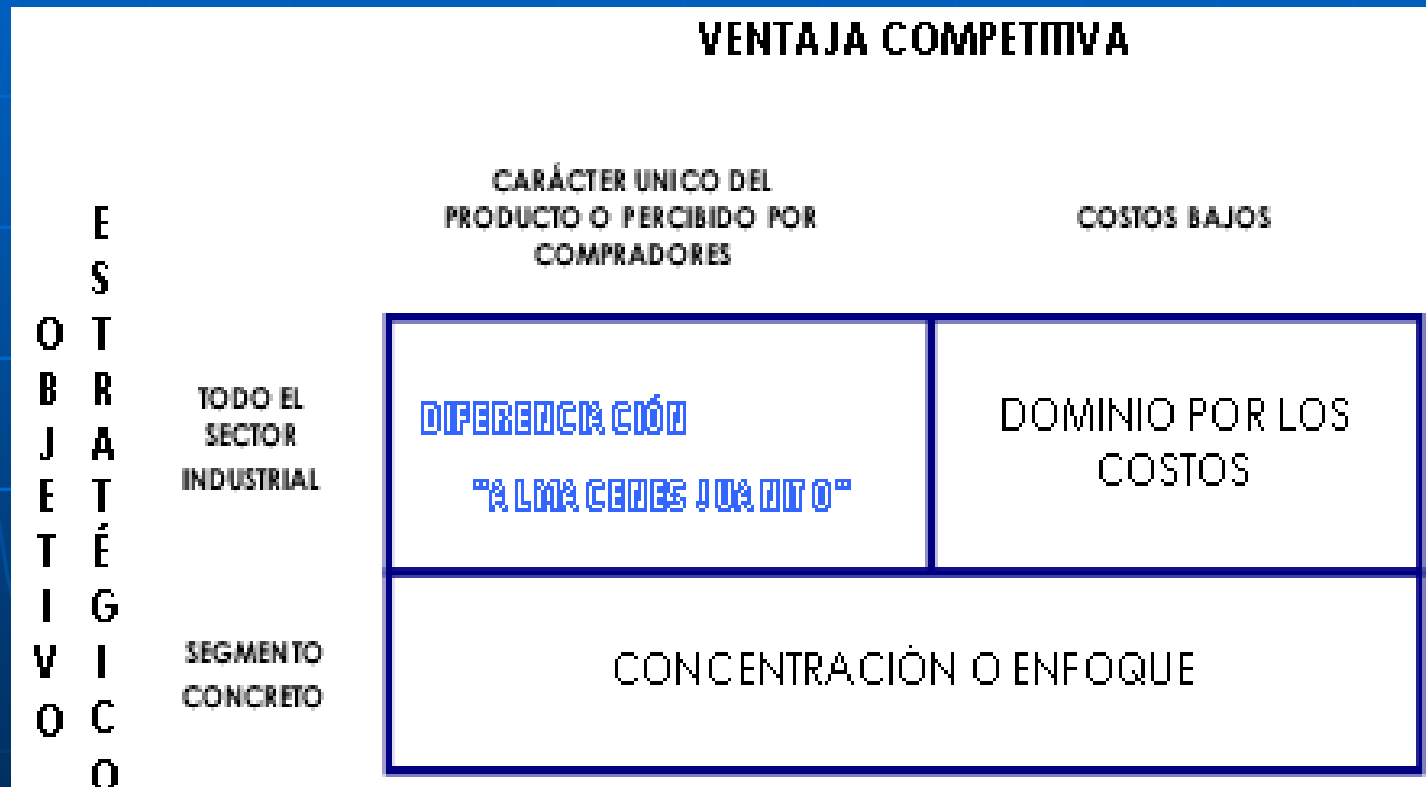 VENTAJA COMPETITIVA
CARÁCTER UNICO DEL
PRODUCTO O PERCIBIDO POR
COMPRADORES
COSTOS BAJOS
OBJETIVO
ESTRATÉGICO
TODO EL
SECTOR
INDUSTRIAL
DIFERENCIACIÓN
"ALMACENES JUANITO"
DOMINIO POR LOS
COSTOS
SEGMENTO
CONCRETO
CONCENTRACIÓN O ENFOQUE